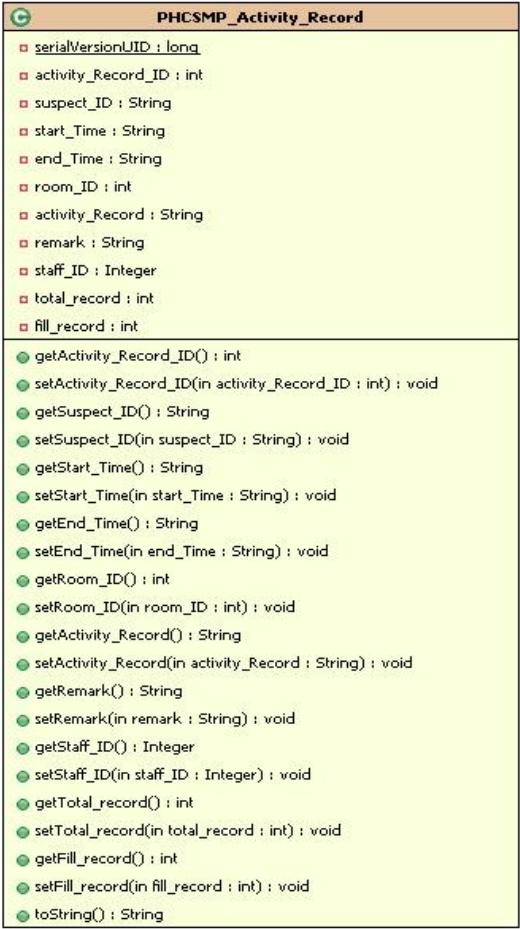 PHCSMP_Activity_Record
serialVersionUID : long
activity_Record_ID : int
suspect_ID : String
start_Time : String
end_Time : String
room_ID : int
activity_Record : String
remark : String
staff_ID : Integer
total_record : int
fill_record : int
getActivity_Record_ID() : int
setActivity_Record_ID(in activity_Record_ID : int) : void
getSuspect_ID() : String
setSuspect_ID(in suspect_ID : String) : void
getStart_Time() : String
setStart_Time(in start_Time : String) : void
getEnd_Time() : String
setEnd_Time(in end_Time : String) : void
getRoom_ID() : int
setRoom_ID(in room_ID : int) : void
getActivity_Record() : String
setActivity_Record(in activity_Record : String) : void
getRemark() : String
setRemark(in remark : String) : void
getStaff_ID() : Integer
setStaff_ID(in staff_ID : Integer) : void
getTotal_record() : int
setTotal_record(in total_record : int) : void
getFill_record() : int
setFill_record(in fill_record : int) : void
toString() : String